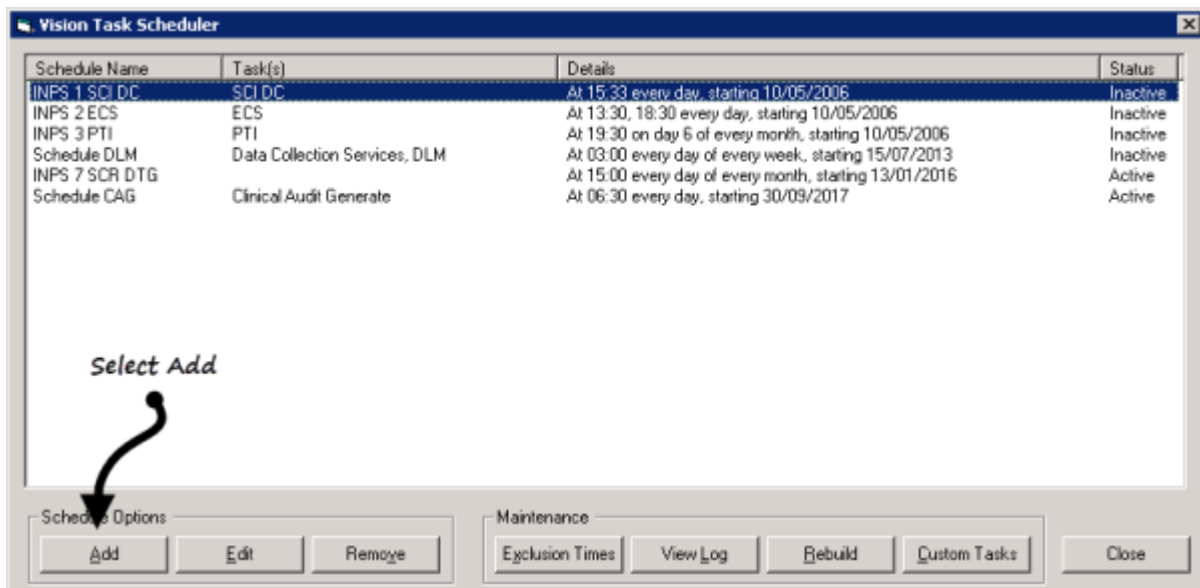 Vision Task Scheduler
Schedule Name Task(s) Details Status
INPS 1 SCI DC SCI DC At 15:33 every day, starting 10/05/2006 Inactive
INPS 2 ECS ECS At 13:30, 18:30 every day, starting 10/05/2006 Inactive
INPS 3 PTI PTI At 19:30 on day 6 of every month, starting 10/05/2006 Inactive
Schedule DLM Data Collection Services, DLM At 03:00 every day of every week, starting 15/07/2013 Inactive
INPS 7 SCR DTG At 15:00 every day of every month, starting 13/01/2016 Active
Schedule CAG Clinical Audit Generate At 06:30 every day, starting 30/09/2017 Active
Select Add
Schedule Options Maintenance
Add Edit Remove Exclusion Times View Log Rebuild Custom Tasks Close